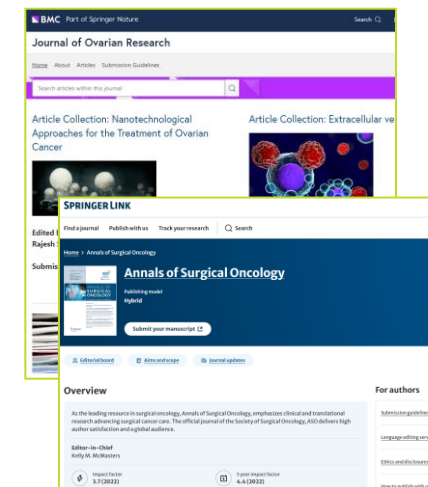 BMC Part of Springer Nature
Search
Journal of Ovarian Research
Home About Articles Submission Guidelines
Search articles within this journal
Article Collection: Nanotechnological
Approaches for the Treatment of Ovarian
Cancer
Article Collection: Extracellular ve
Edited
Rajesh
Submis
SPRINGER LINK
Find a journal Publish with us Track your research Search
Home > Annals of Surgical Oncology
Annals of Surgical Oncology
Publishing model
Hybrid
Submit your manuscript
Editorial board Aims and scope Journal updates
Overview
As the leading resource in surgical oncology, Annals of Surgical Oncology, emphasizes clinical and translational
research advancing surgical cancer care. The official journal of the Society of Surgical Oncology, ASO delivers high
author satisfaction and a global audience.
Editor-in-Chief
Kelly M. McMasters
Impact factor
3.7 (2022)
5 year impact factor
4.4 (2022)
For authors
Submission guideline
Language editing serv
Ethics and disclosures
How to publish with us